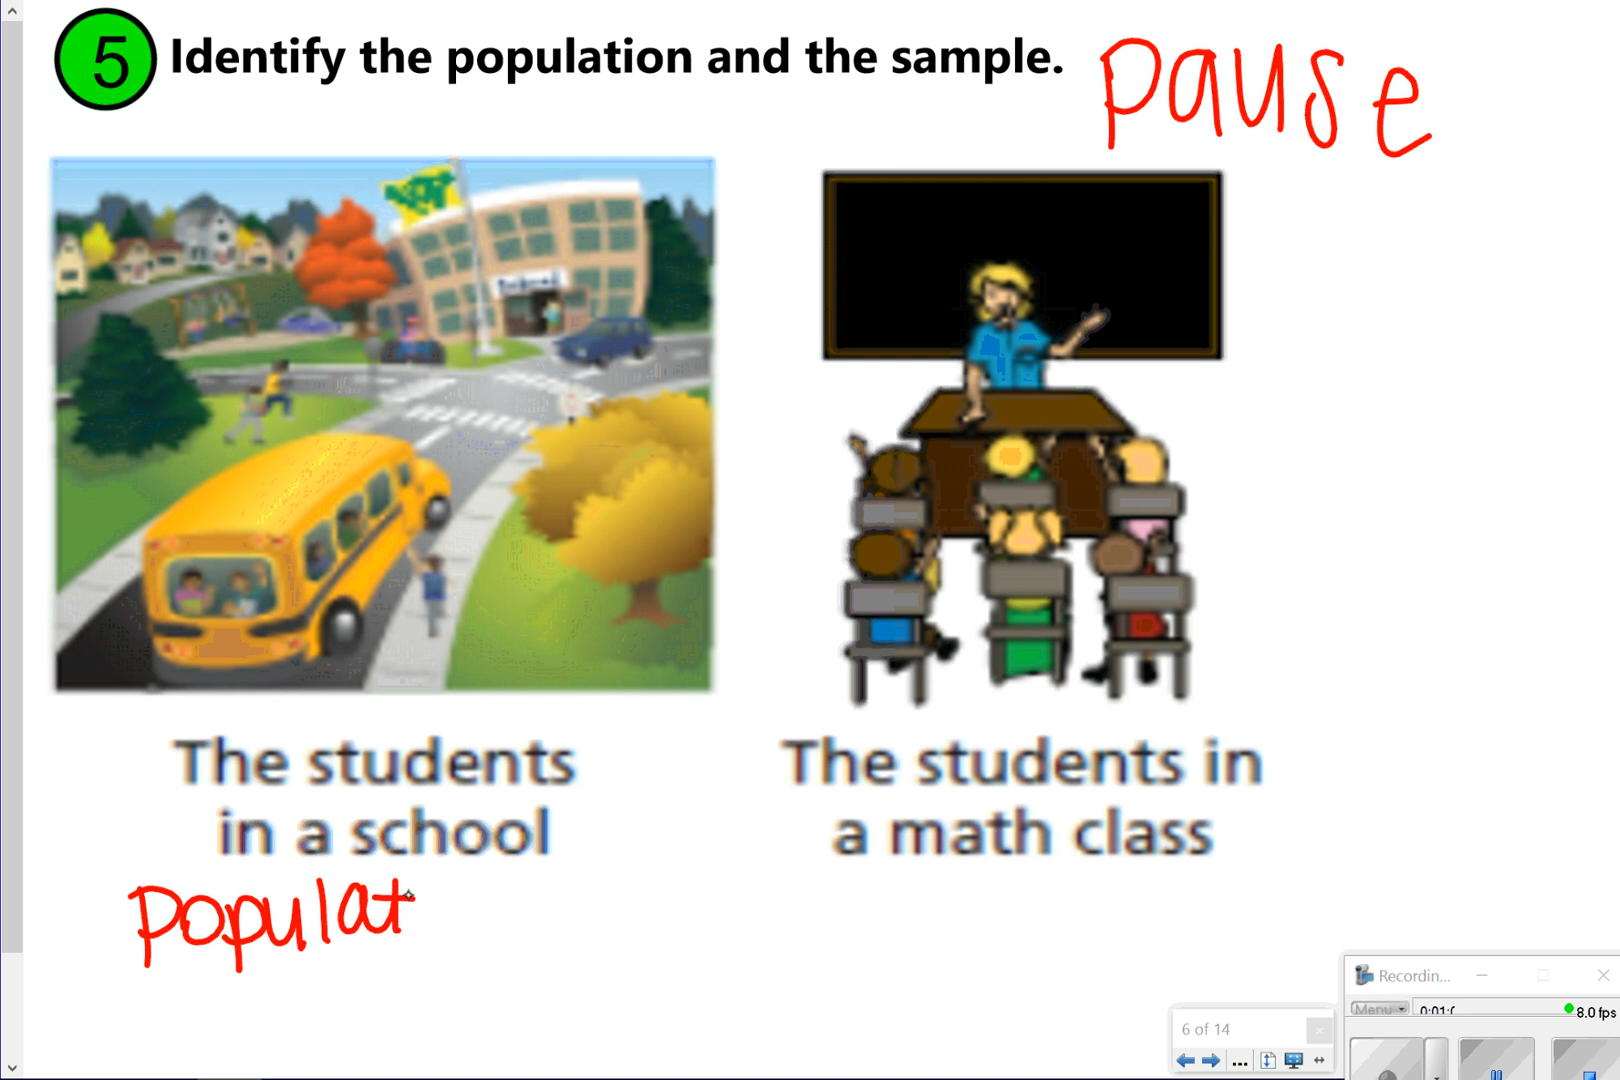 5 Identify the population and the sample.
pause
The students
in a school
The students in
a math class
Populat
Recordin...
Menu
8.0 fps
6 of 14
...